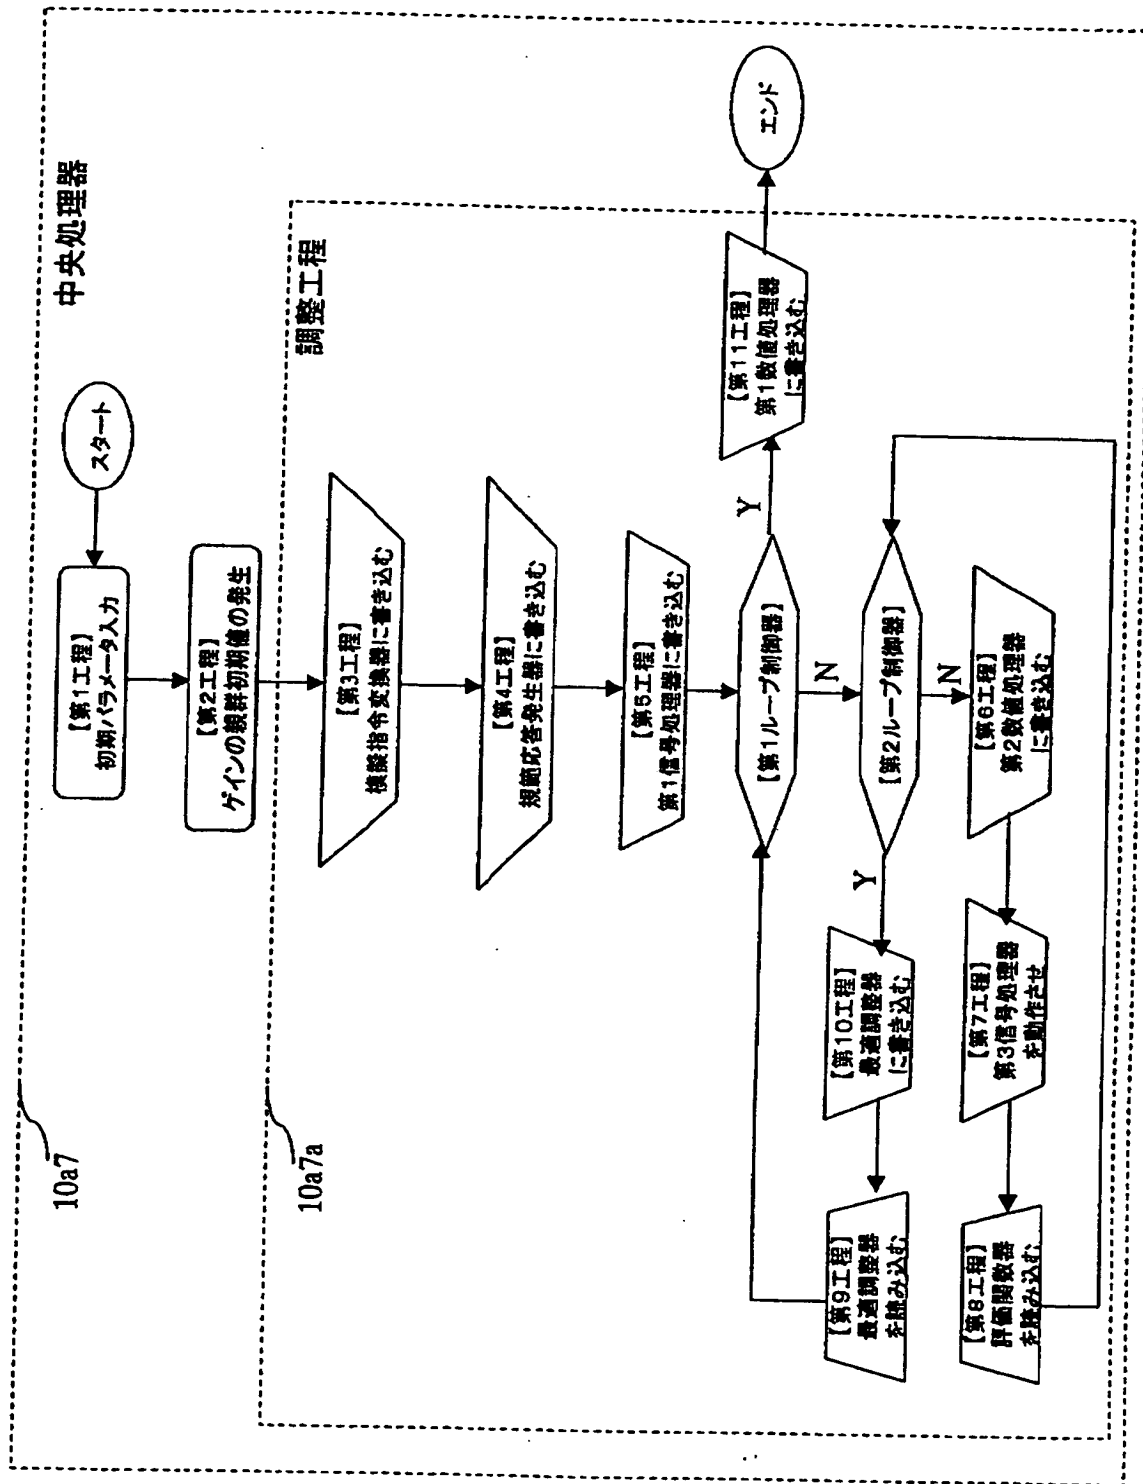 中央処理器
10a7
スタート
【第1工程】
初期パラメータ入力
【第2工程】
ゲインの親群初期値の発生
調整工程
10a7a
【第3工程】
模擬指令変換器に書き込む
【第4工程】
規範応答発生器に書き込む
【第5工程】
第1信号処理器に書き込む
【第1ループ制御器】
Y
N
【第11工程】
第1数値処理器
に書き込む
エンド
【第2ループ制御器】
Y
N
【第10工程】
最適調整器
に書き込む
【第9工程】
最適調整器
を読み込む
【第6工程】
第2数値処理器
に書き込む
【第7工程】
第3信号処理器
を動作させ
【第8工程】
評価関数器
を読み込む